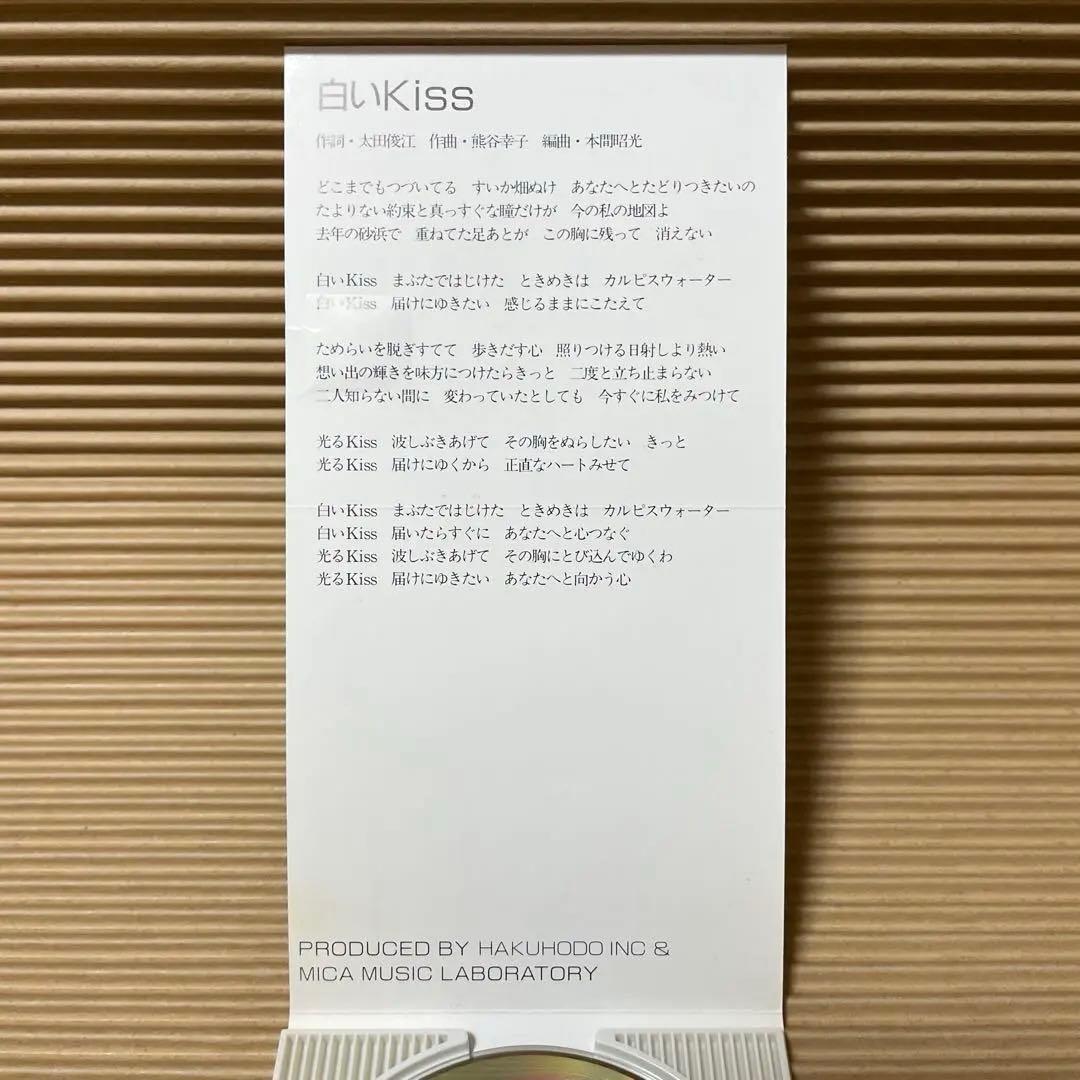 白いKiss
作詞・太田俊江　作曲・熊谷幸子　編曲・本間昭光
どこまでもつづいてる　すいか畑ぬけ　あなたへとたどりつきたいの
たよりない約束と真っすぐな瞳だけが　今の私の地図よ
去年の砂浜で　重ねてた足あとが　この胸に残って　消えない
白いKiss　まぶたではじけた　ときめきは　カルピスウォーター
白いKiss　届けにゆきたい　感じるままにこたえて
ためらいを脱ぎすてて　歩きだす心　照りつける日射しより熱い
想い出の輝きを味方につけたらきっと　二度と立ち止まらない
二人知らない間に　変わっていたとしても　今すぐに私をみつけて
光るKiss　波しぶきあげて　その胸をぬらしたい　きっと
光るKiss　届けにゆくから　正直なハートみせて
白いKiss　まぶたではじけた　ときめきは　カルピスウォーター
白いKiss　届いたらすぐに　あなたへと心つなぐ
光るKiss　波しぶきあげて　その胸にとび込んでゆくわ
光るKiss　届けにゆきたい　あなたへと向かう心
PRODUCED BY HAKUHODO INC &
MICA MUSIC LABORATORY